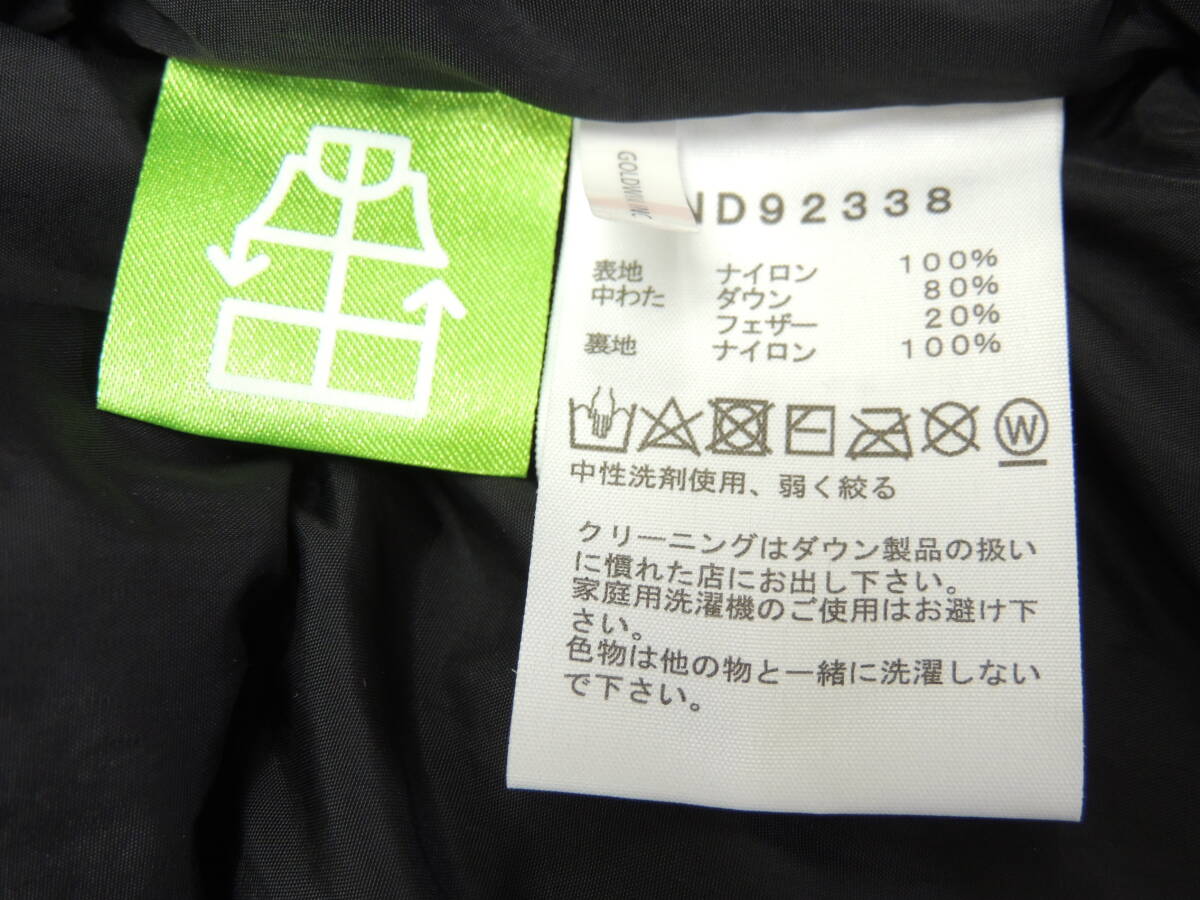 GOLDWIN.
ND92338
表地 ナイロン 100%
中わた ダウン 80%
フェザー 20%
裏地 ナイロン 100%
W
中性洗剤使用、弱く絞る
クリーニングはダウン製品の扱い
に慣れた店にお出し下さい。
家庭用洗濯機のご使用はお避け下
さい。
色物は他の物と一緒に洗濯しない
で下さい。